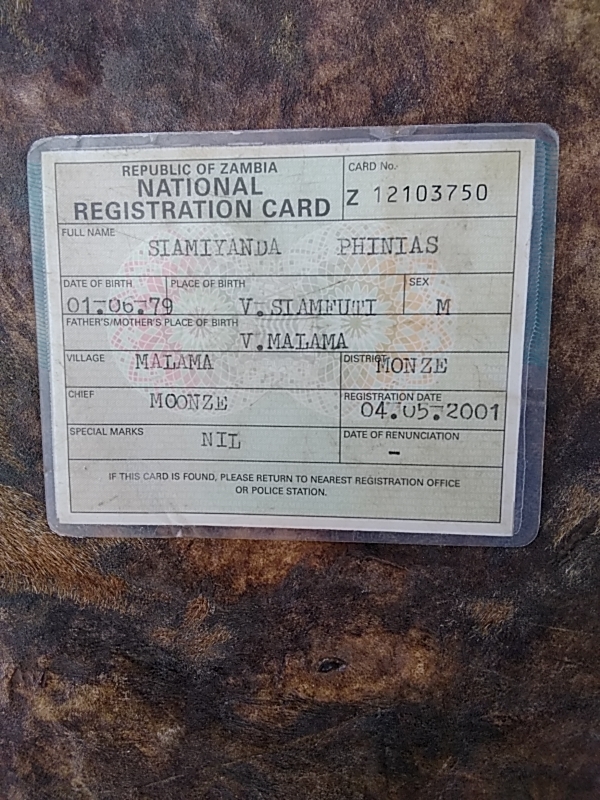 REPUBLIC OF ZAMBIA
NATIONAL
REGISTRATION CARD
CARD No.
Z 12103750
FULL NAME
SIAMIYANDA PHINIAS
DATE OF BIRTH PLACE OF BIRTH SEX
01.06.79 V.SIAMFUTI M
FATHER'S/MOTHER'S PLACE OF BIRTH
V.MALAMA
VILLAGE MALAMA DISTRICT MONZE
CHIEF MOONZE
REGISTRATION DATE
04.05.2001
SPECIAL MARKS NIL
DATE OF RENUNCIATION
-
IF THIS CARD IS FOUND, PLEASE RETURN TO NEAREST REGISTRATION OFFICE
OR POLICE STATION.